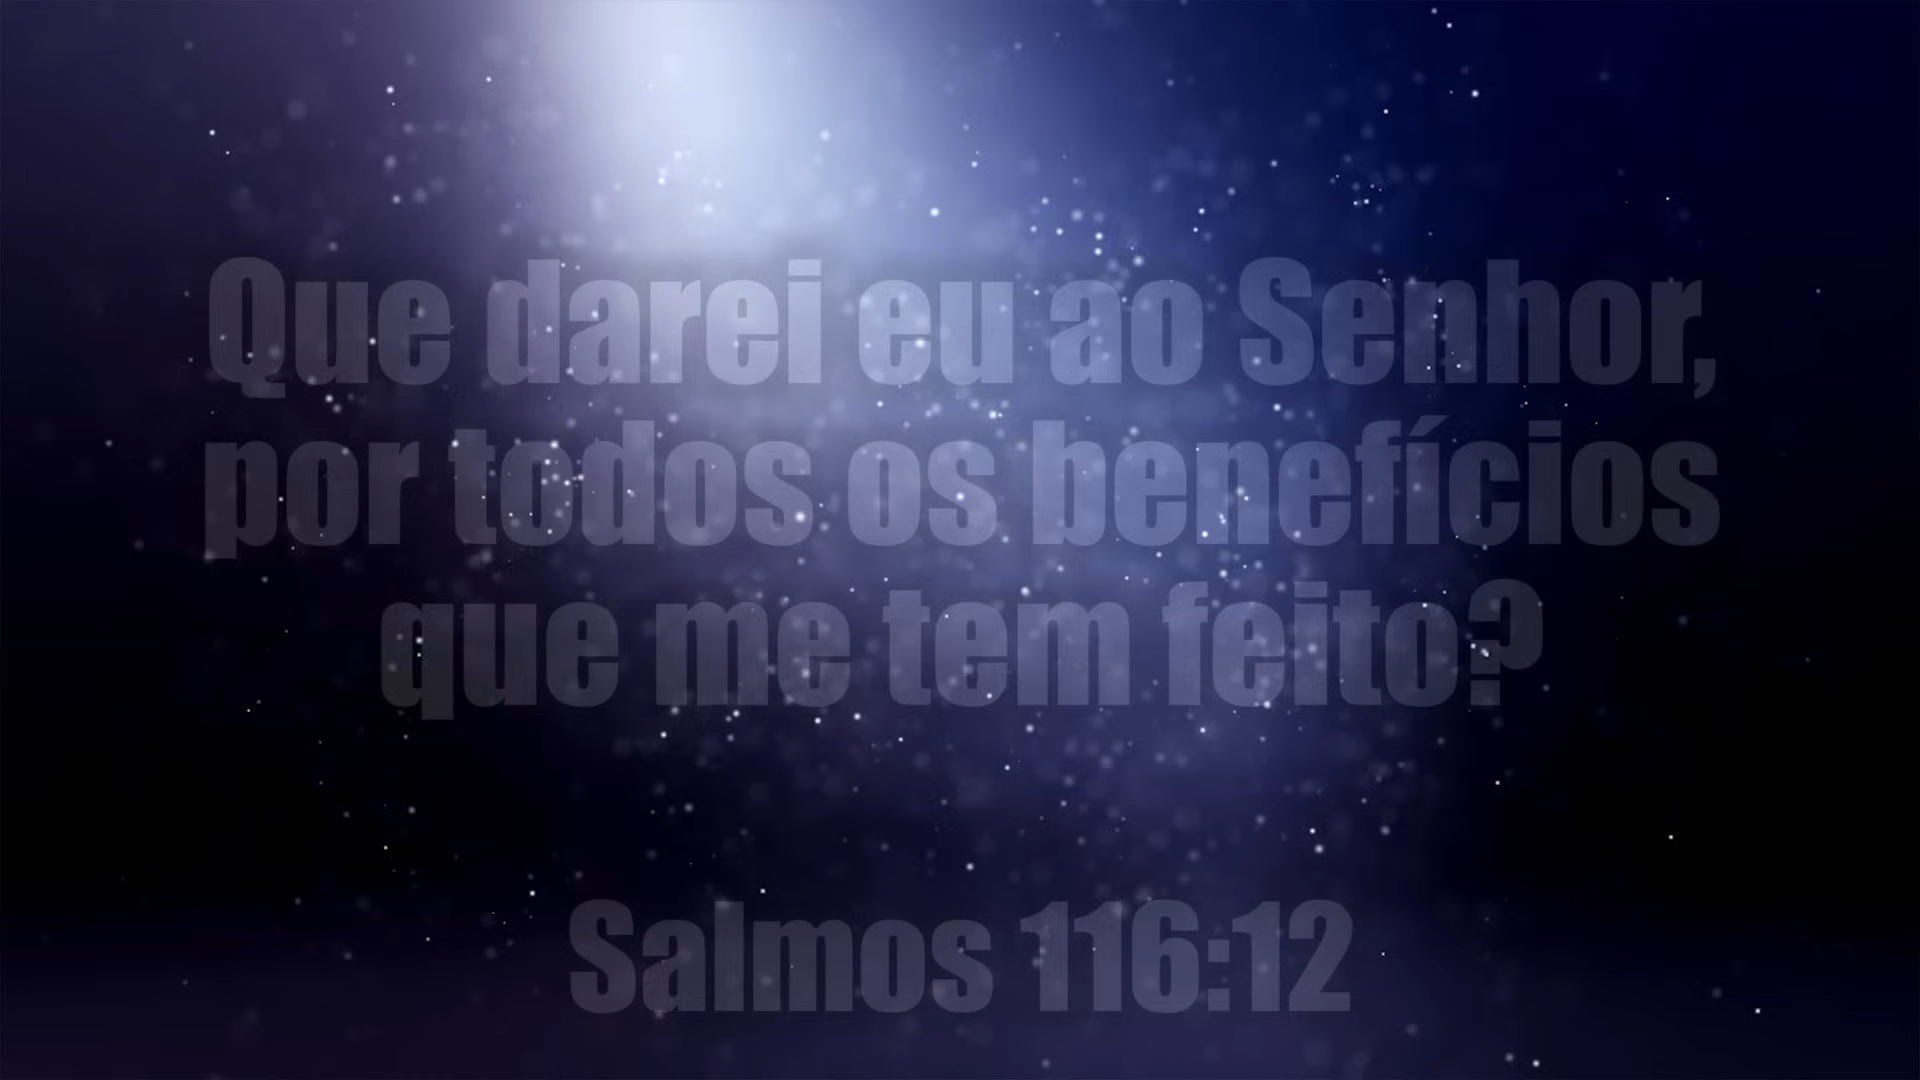 Que darei eu ao Senhor,
por todos os benefícios
que me tem feito?
Salmos 116:12